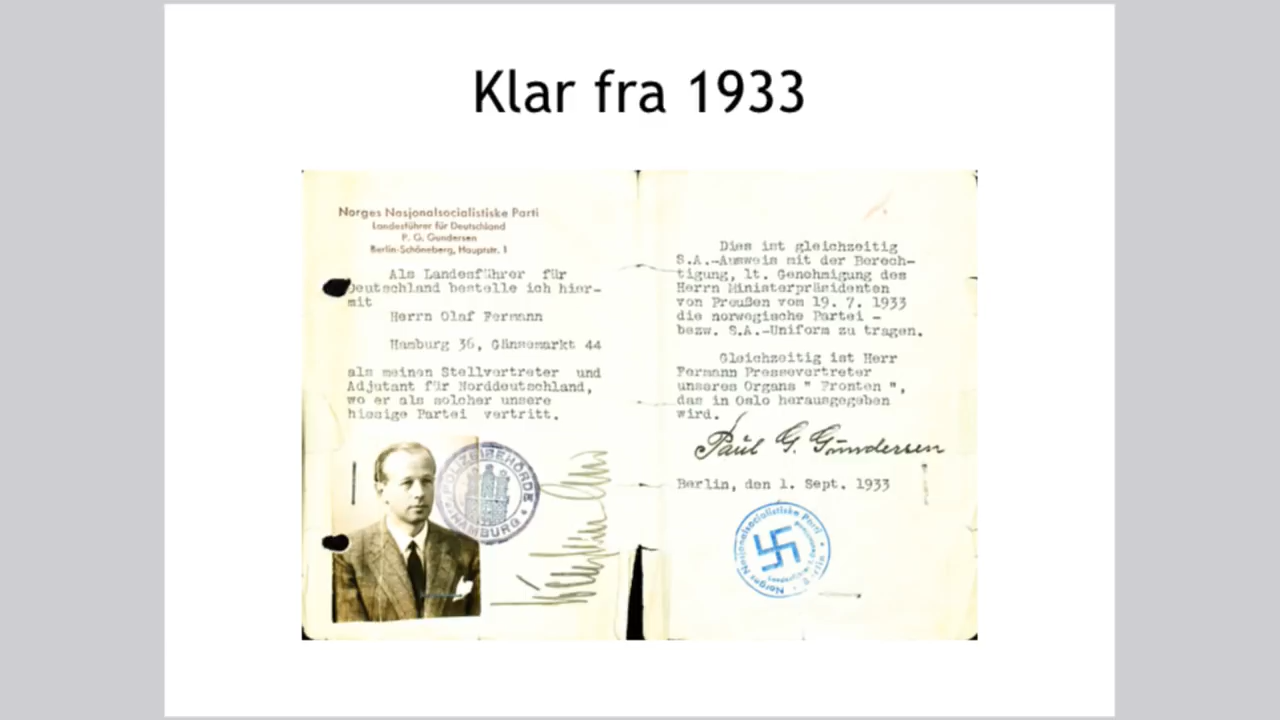 Klar fra 1933
Norges Nasjonalsocialistiske Parti
Landesführer für Deutschland
P. G. Gundersen
Berlin-Schöneberg, Hauptstr. 1
Als Landesführer für
Deutschland bestelle ich hier-
mit
Herrn Olaf Fermann
Hamburg 36, Gänsemarkt 44
als meinen Stellvertreter und
Adjutant für Norddeutschland,
wo er als solcher unsere
hiesige Partei vertritt.
POLIZEIBEHÖRDE
HAMBURG
Dies ist gleichzeitig
S.A.-Ausweis mit der Berech-
tigung, lt. Genehmigung des
Herrn Ministerpräsidenten
von Preußen vom 19. 7. 1933
die norwegische Partei -
bezw. S.A.-Uniform zu tragen.
Gleichzeitig ist Herr
Fermann Pressevertreter
unseres Organs " Fronten ",
das in Oslo herausgegeben
wird.
Paul G. Gundersen
Berlin, den 1. Sept. 1933
Norges Nasjonalsocialistiske Parti